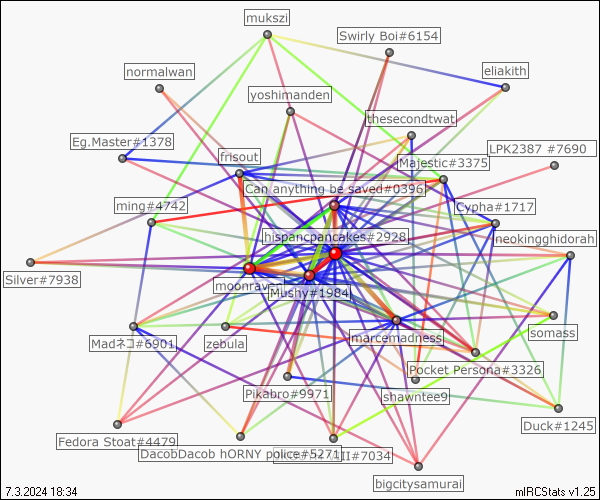 mukszi
Swirly Boi#6154
normalwan
eliakith
yoshimanden
thesecondtwat
Eg.Master#1378
LPK2387 #7690
frisout
Majestic#3375
Can anything be saved#0396
ming#4742
Cypha#1717
hispancpancakes#2928
neokingghidorah
Silver#7938
moonrav
Mushy#1984
somass
Madネコ#6901
zebula
marcemadness
Pocket Persona#3326
Pikabro#9971
shawntee9
Duck#1245
Fedora Stoat#4479
DacobDacob hORNY police#5271
III#7034
bigcitysamurai
7.3.2024 18:34
mIRCStats v1.25